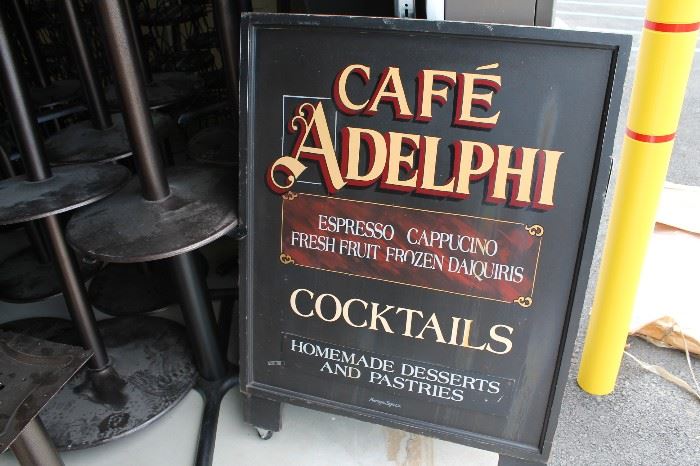 CAFÉ
ADELPHI
ESPRESSO CAPPUCINO
FRESH FRUIT FROZEN DAIQUIRIS
COCKTAILS
HOMEMADE DESSERTS
AND PASTRIES